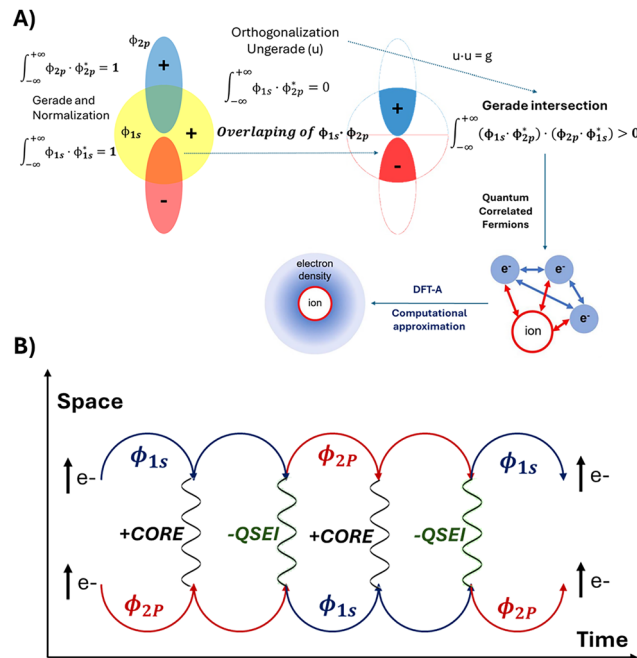 A)
ϕ2p
∫−∞+∞ ϕ2p · ϕ*2p = 1
+
Gerade and
Normalization
ϕ1s
+
∫−∞+∞ ϕ1s · ϕ*1s = 1
-
Orthogonalization
Ungerade (u)
∫−∞+∞ ϕ1s · ϕ*2p = 0
Overlaping of ϕ1s · ϕ2p
+
-
u·u = g
Gerade intersection
∫−∞+∞ (ϕ1s · ϕ*2p) · (ϕ2p · ϕ*1s) > 0
Quantum
Correlated
Fermions
e-
e-
e-
ion
DFT-A
Computational
approximation
electron
density
ion
B)
Space
ϕ1s
ϕ2P
ϕ1s
e-
e-
+CORE
-QSEI
+CORE
-QSEI
e-
e-
ϕ2P
ϕ1s
ϕ2P
Time